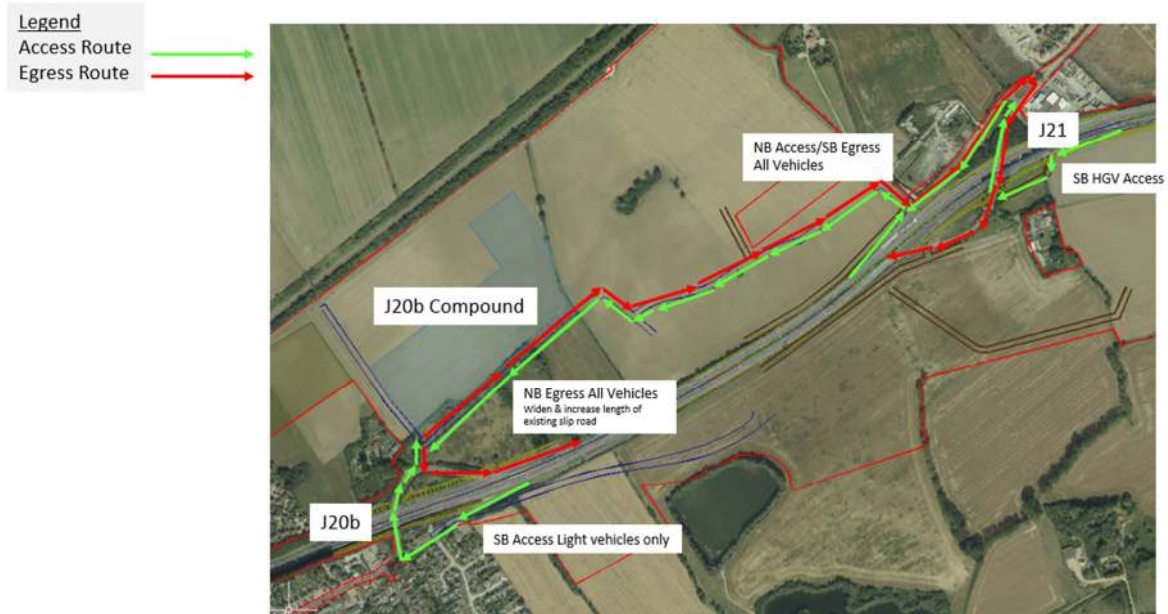 Legend
Access Route
Egress Route
NB Access/SB Egress
All Vehicles
J21
SB HGV Access
J20b Compound
NB Egress All Vehicles
Widen & increase length of
existing slip road
J20b
SB Access Light vehicles only